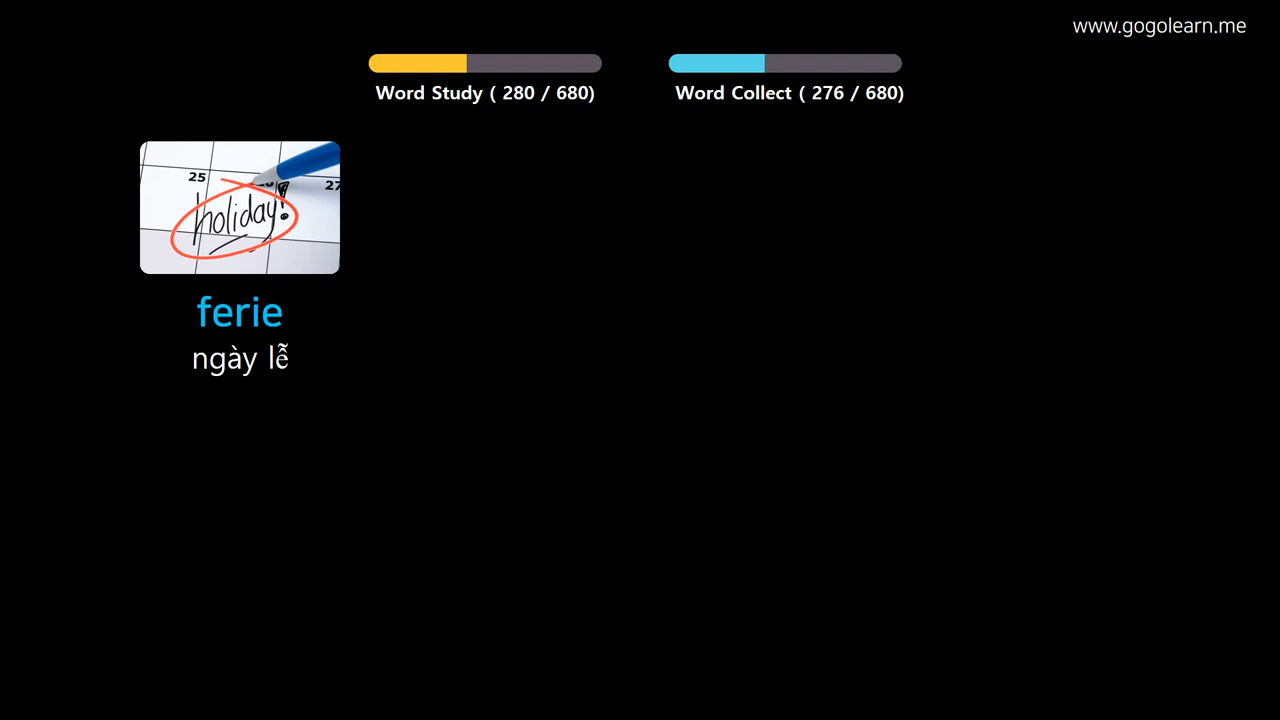 www.gogolearn.me
Word Study ( 280 / 680)
Word Collect ( 276 / 680)
25
27
holiday!
ferie
ngày lễ